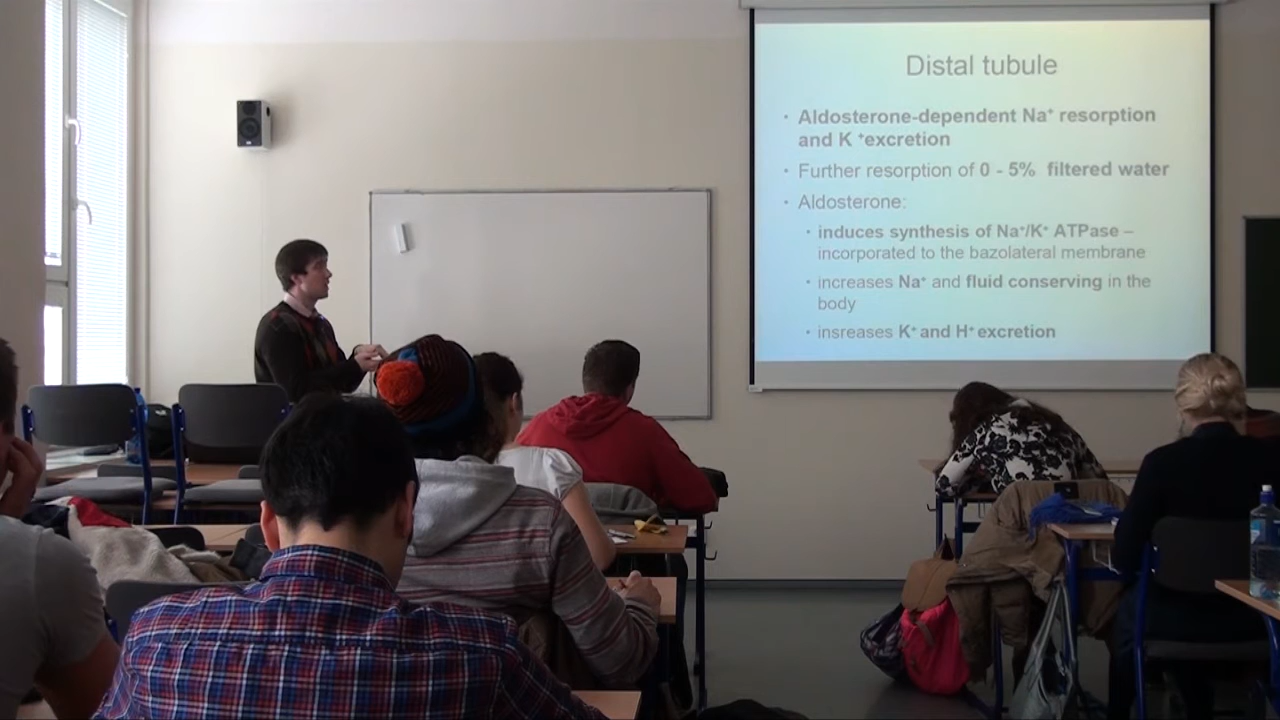 Distal tubule
• Aldosterone-dependent Na⁺ resorption
and K ⁺excretion
• Further resorption of 0 - 5% filtered water
• Aldosterone:
• induces synthesis of Na⁺/K⁺ ATPase –
incorporated to the bazolateral membrane
• increases Na⁺ and fluid conserving in the
body
• insreases K⁺ and H⁺ excretion